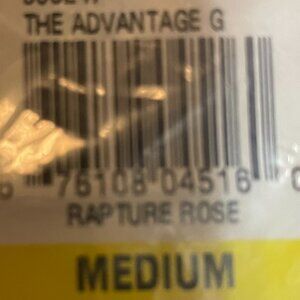 THE ADVANTAGE G
76108 04516
RAPTURE ROSE
MEDIUM